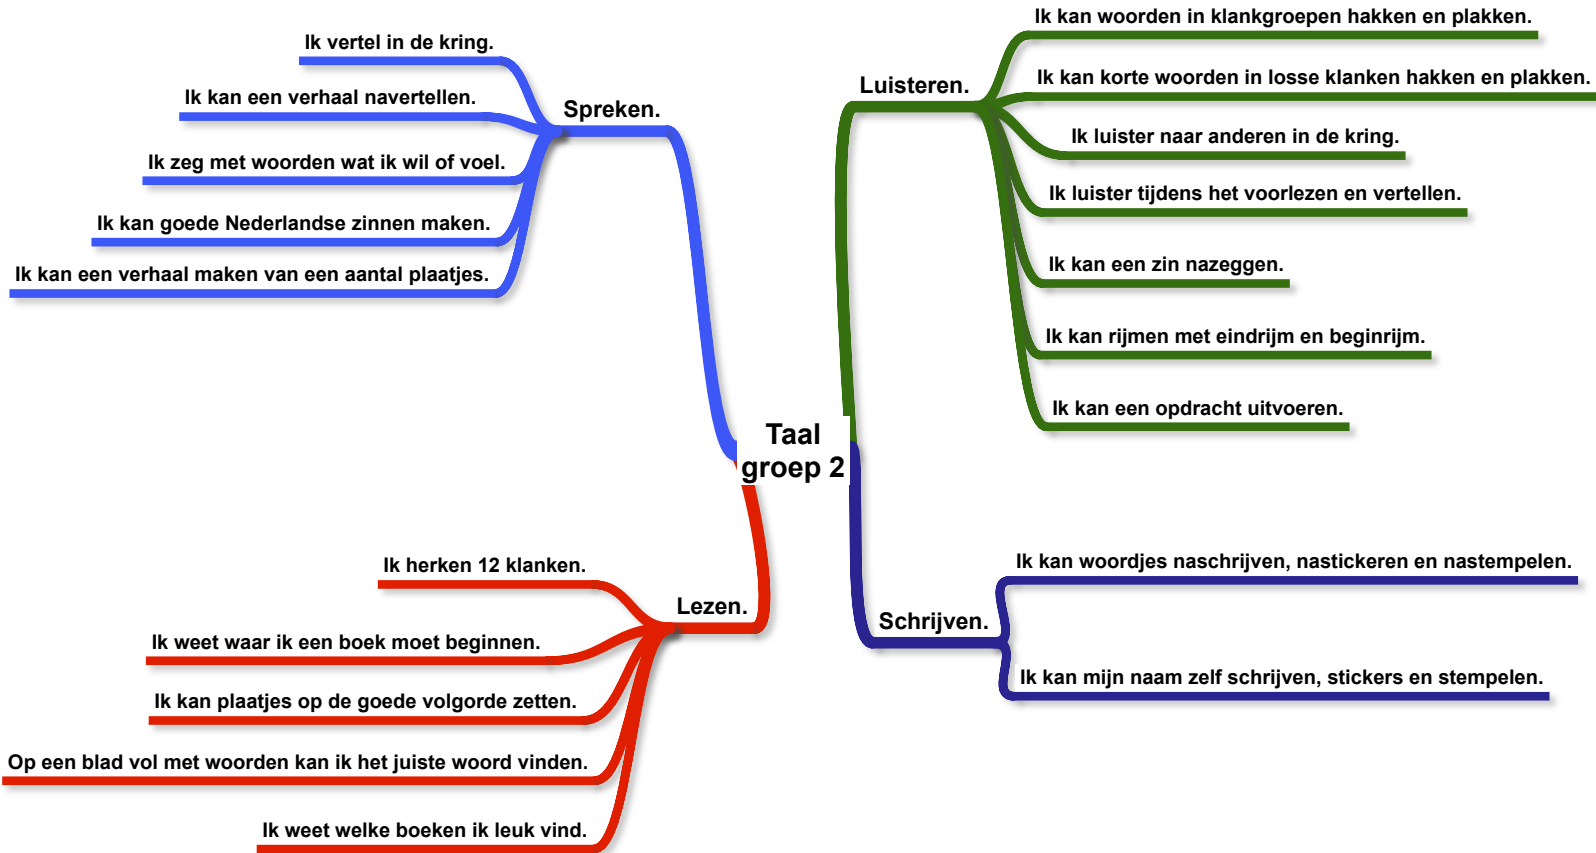 Taal
groep 2
Spreken.
Ik vertel in de kring.
Ik kan een verhaal navertellen.
Ik zeg met woorden wat ik wil of voel.
Ik kan goede Nederlandse zinnen maken.
Ik kan een verhaal maken van een aantal plaatjes.
Luisteren.
Ik kan woorden in klankgroepen hakken en plakken.
Ik kan korte woorden in losse klanken hakken en plakken.
Ik luister naar anderen in de kring.
Ik luister tijdens het voorlezen en vertellen.
Ik kan een zin nazeggen.
Ik kan rijmen met eindrijm en beginrijm.
Ik kan een opdracht uitvoeren.
Lezen.
Ik herken 12 klanken.
Ik weet waar ik een boek moet beginnen.
Ik kan plaatjes op de goede volgorde zetten.
Op een blad vol met woorden kan ik het juiste woord vinden.
Ik weet welke boeken ik leuk vind.
Schrijven.
Ik kan woordjes naschrijven, nastickeren en nastempelen.
Ik kan mijn naam zelf schrijven, stickers en stempelen.